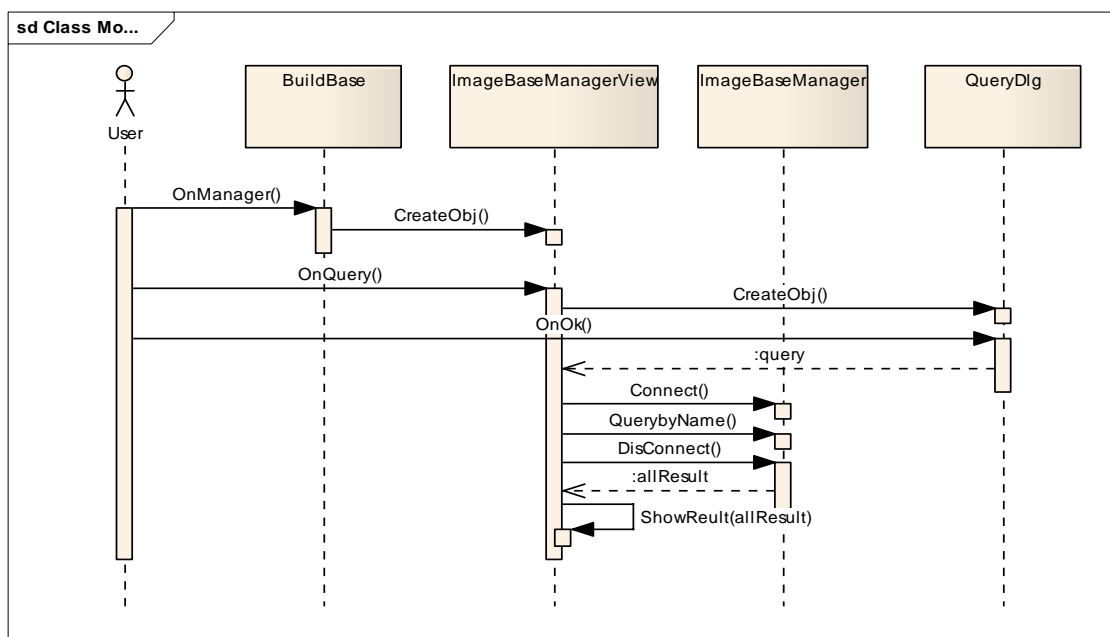 sd Class Mo...
User
BuildBase
ImageBaseManagerView
ImageBaseManager
QueryDlg
OnManager()
CreateObj()
OnQuery()
CreateObj()
OnOk()
:query
Connect()
QuerybyName()
DisConnect()
:allResult
ShowReult(allResult)